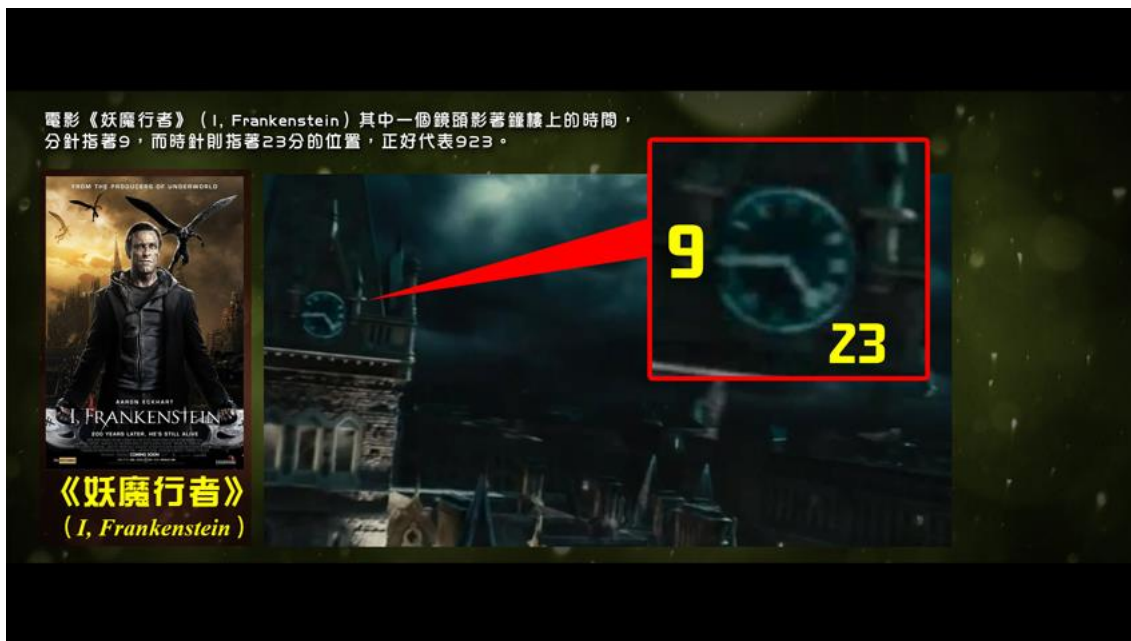 電影《妖魔行者》（I, Frankenstein）其中一個鏡頭影著鐘樓上的時間，
分針指著9，而時針則指著23分的位置，正好代表923。
FROM THE PRODUCERS OF UNDERWORLD
AARON ECKHART
I, FRANKENSTEIN
200 YEARS LATER, HE'S STILL ALIVE
COMING SOON
《妖魔行者》
（I, Frankenstein）
9
23